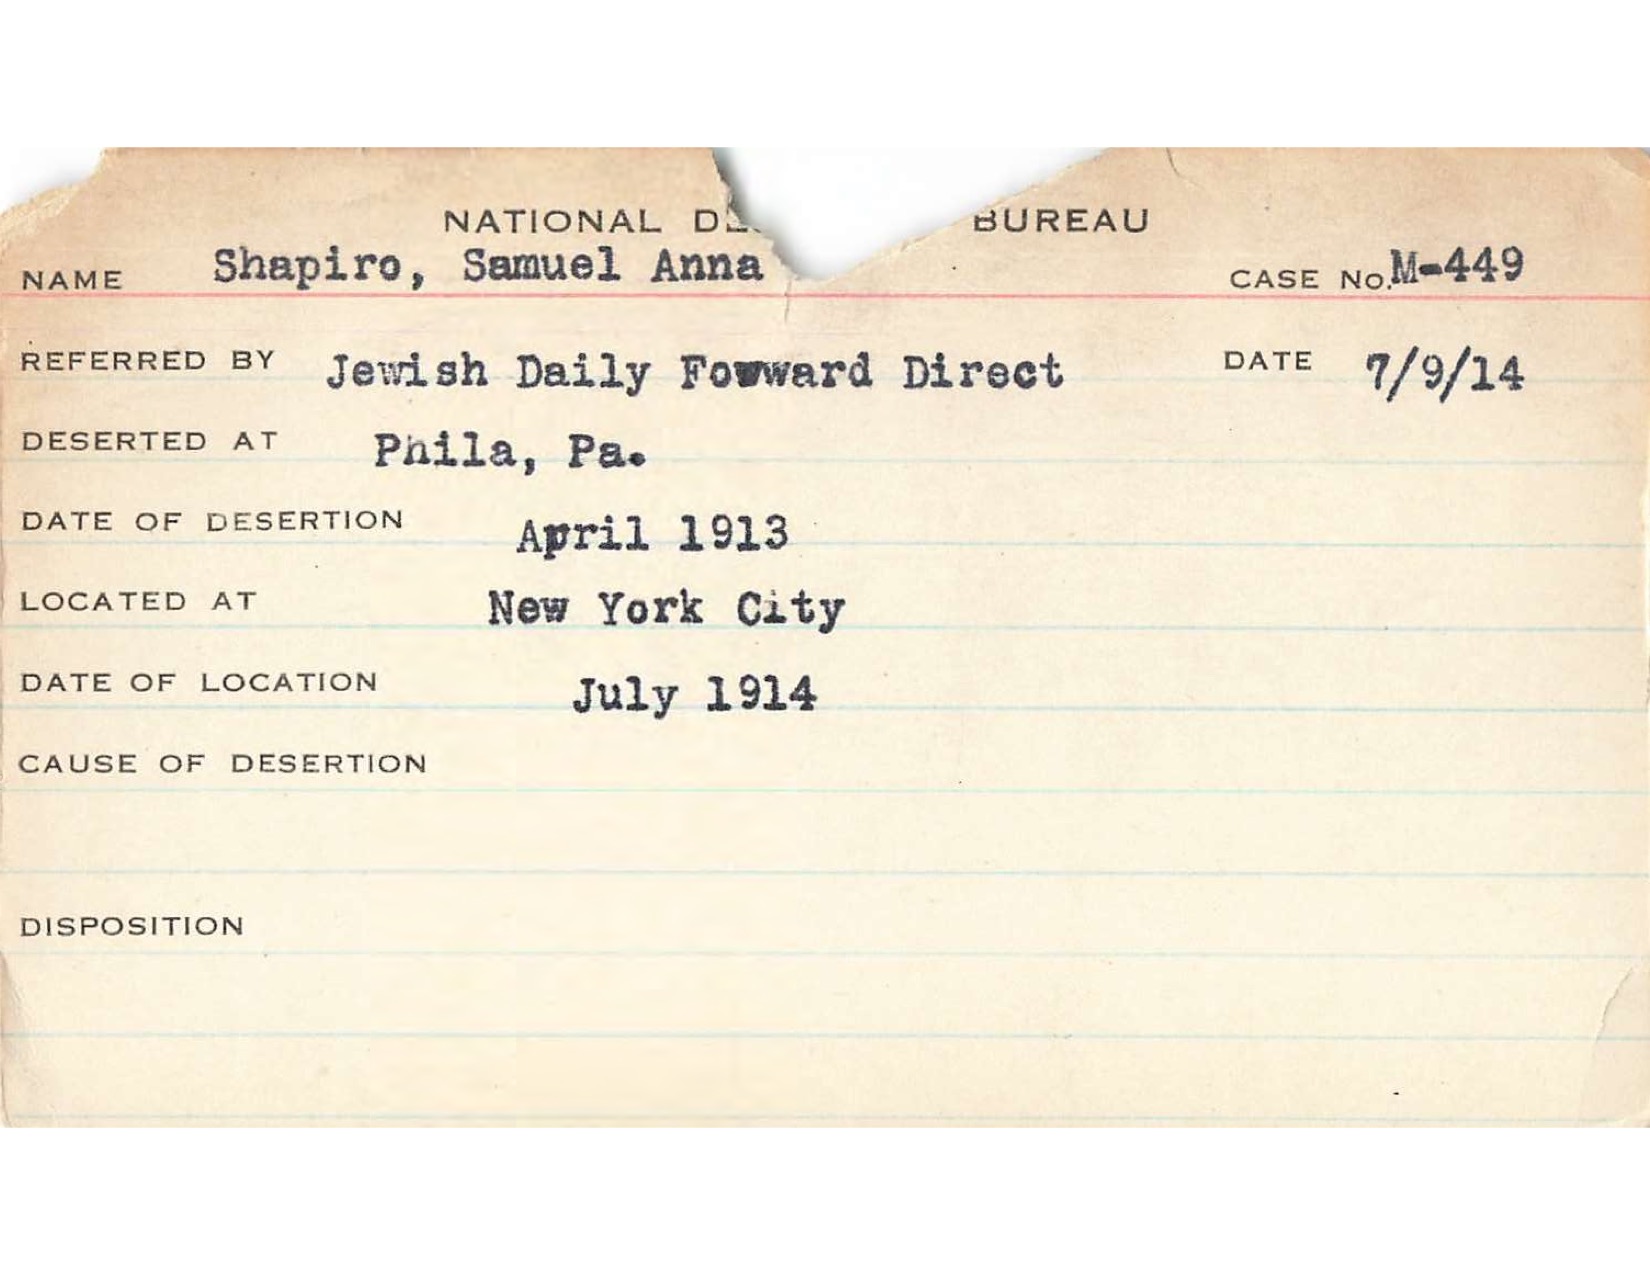 NATIONAL BUREAU
NAME Shapiro, Samuel Anna CASE No. M-449
REFERRED BY Jewish Daily Fowward Direct DATE 7/9/14
DESERTED AT Phila, Pa.
DATE OF DESERTION April 1913
LOCATED AT New York City
DATE OF LOCATION July 1914
CAUSE OF DESERTION
DISPOSITION